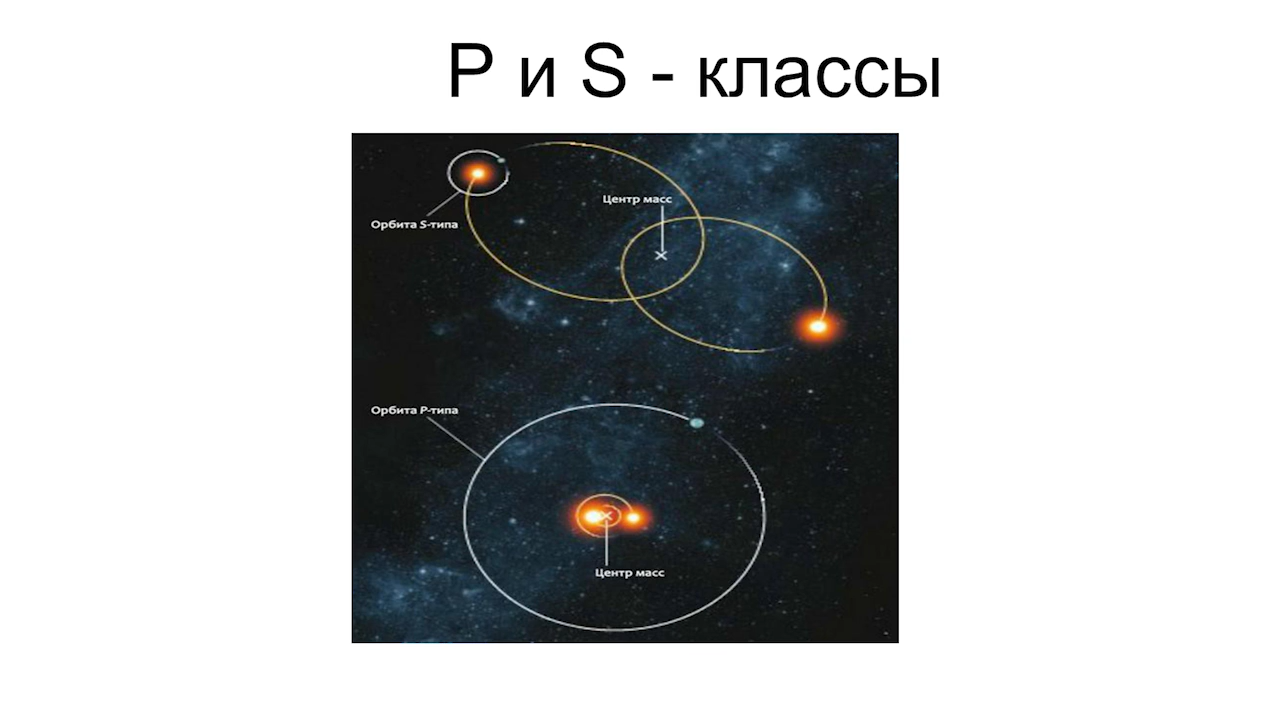 P и S - классы
Центр масс
Орбита S-типа
Орбита P-типа
Центр масс